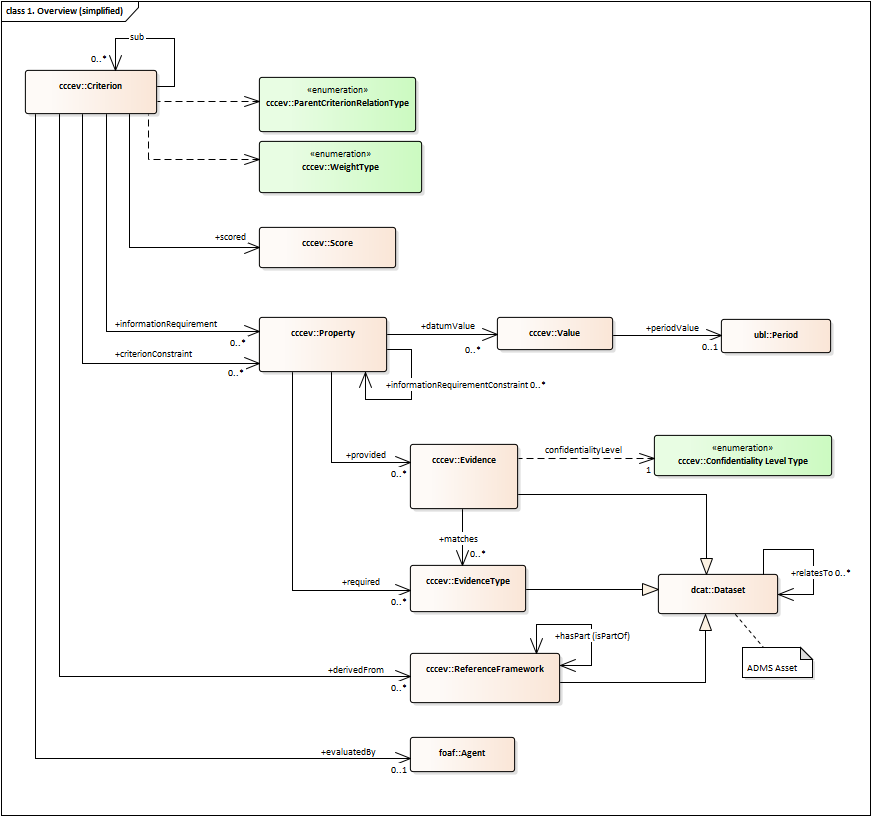 class 1. Overview (simplified)
sub
0..*
cccev::Criterion
«enumeration»
cccev::ParentCriterionRelationType
«enumeration»
cccev::WeightType
+scored
cccev::Score
+informationRequirement
0..*
cccev::Property
+datumValue
0..*
cccev::Value
+periodValue
0..1
ubl::Period
+criterionConstraint
0..*
+informationRequirementConstraint 0..*
+provided
0..*
cccev::Evidence
confidentialityLevel
1
«enumeration»
cccev::Confidentiality Level Type
+matches
0..*
+required
0..*
cccev::EvidenceType
dcat::Dataset
+relatesTo 0..*
+hasPart (isPartOf)
ADMS Asset
+derivedFrom
0..*
cccev::ReferenceFramework
+evaluatedBy
0..1
foaf::Agent